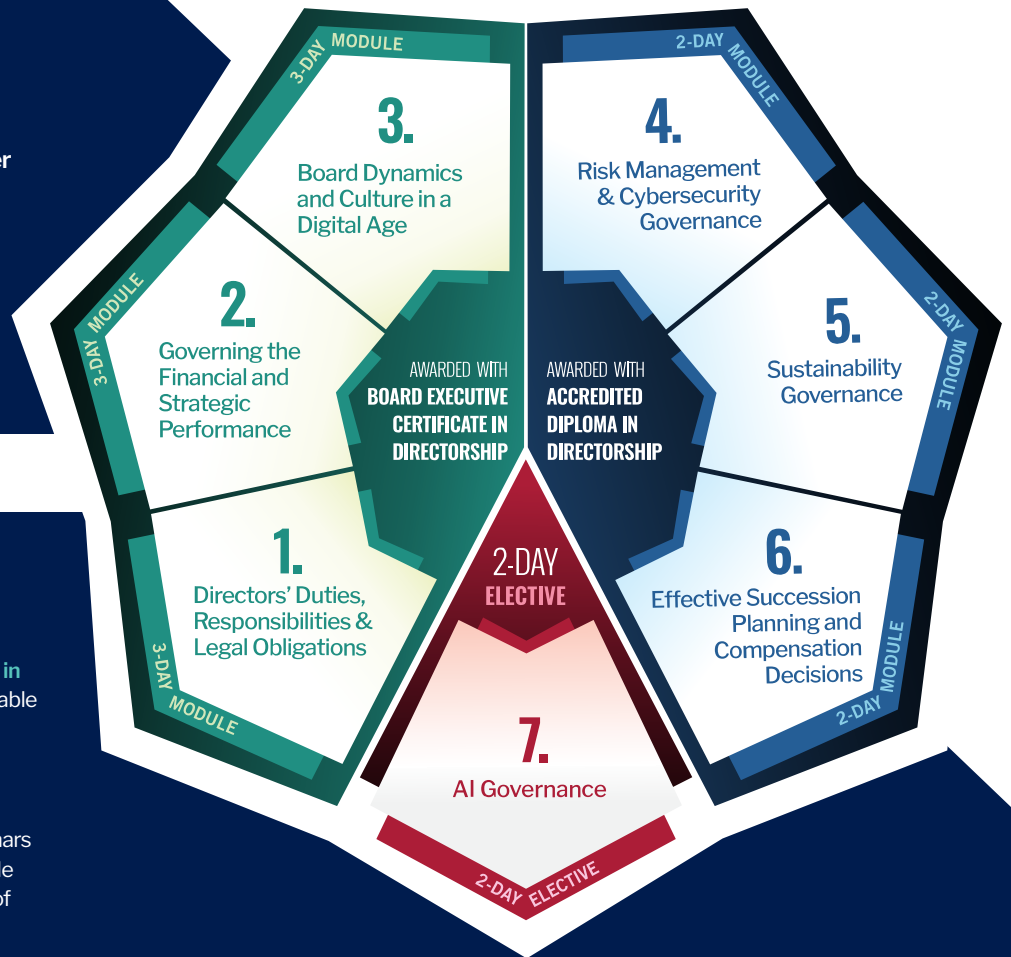 3-DAY MODULE
3.
Board Dynamics
and Culture in a
Digital Age
2-DAY MODULE
4.
Risk Management
& Cybersecurity
Governance
3-DAY MODULE
2.
Governing the
Financial and
Strategic
Performance
2-DAY MODULE
5.
Sustainability
Governance
AWARDED WITH
BOARD EXECUTIVE
CERTIFICATE IN
DIRECTORSHIP
AWARDED WITH
ACCREDITED
DIPLOMA IN
DIRECTORSHIP
3-DAY MODULE
1.
Directors’ Duties,
Responsibilities &
Legal Obligations
2-DAY MODULE
6.
Effective Succession
Planning and
Compensation
Decisions
2-DAY
ELECTIVE
7.
AI Governance
2-DAY ELECTIVE
in
of